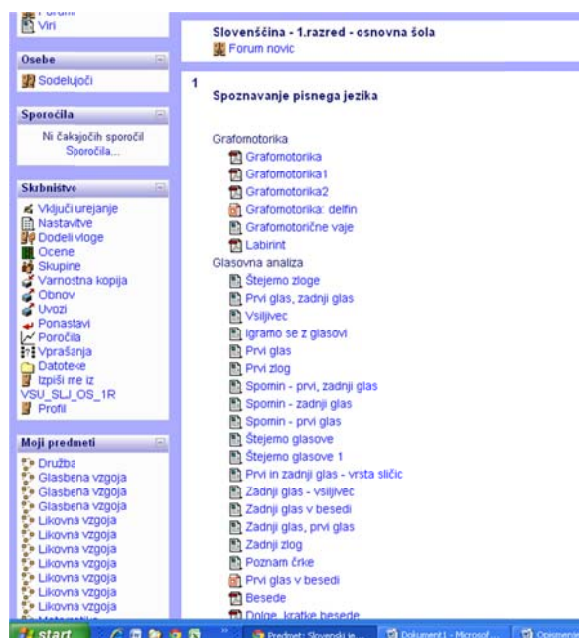 Forumi
Viri
Osebe
Sodelujoči
Sporočila
Ni čakajočih sporočil
Sporočila...
Skrbništvo
Vključi urejanje
Nastavitve
Dodeli vloge
Ocene
Skupine
Varnostna kopija
Obnovi
Uvozi
Ponastavi
Poročila
Vprašanja
Datoteke
Izpiši me iz
VSU_SLJ_OS_1R
Profil
Moji predmeti
Družba
Glasbena vzgoja
Glasbena vzgoja
Glasbena vzgoja
Likovna vzgoja
Likovna vzgoja
Likovna vzgoja
Likovna vzgoja
Likovna vzgoja
Likovna vzgoja
Matematika
Slovenščina - 1.razred - osnovna šola
Forum novic
1
Spoznavanje pisnega jezika
Grafomotorika
Grafomotorika
Grafomotorika1
Grafomotorika2
Grafomotorika: delfin
Grafomotorične vaje
Labirint
Glasovna analiza
Štejemo zloge
Prvi glas, zadnji glas
Vsiljivec
Igramo se z glasovi
Prvi glas
Prvi zlog
Spomin - prvi, zadnji glas
Spomin - zadnji glas
Spomin - prvi glas
Štejemo glasove
Štejemo glasove 1
Prvi in zadnji glas - vrsta sličic
Zadnji glas - vsiljivec
Zadnji glas v besedi
Zadnji glas, prvi glas
Zadnji zlog
Poznam črke
Prvi glas v besedi
Besede
Dolge, kratke besede
start
Predmet: Slovenski je...
Dokument1 - Microsof...
Opismenje